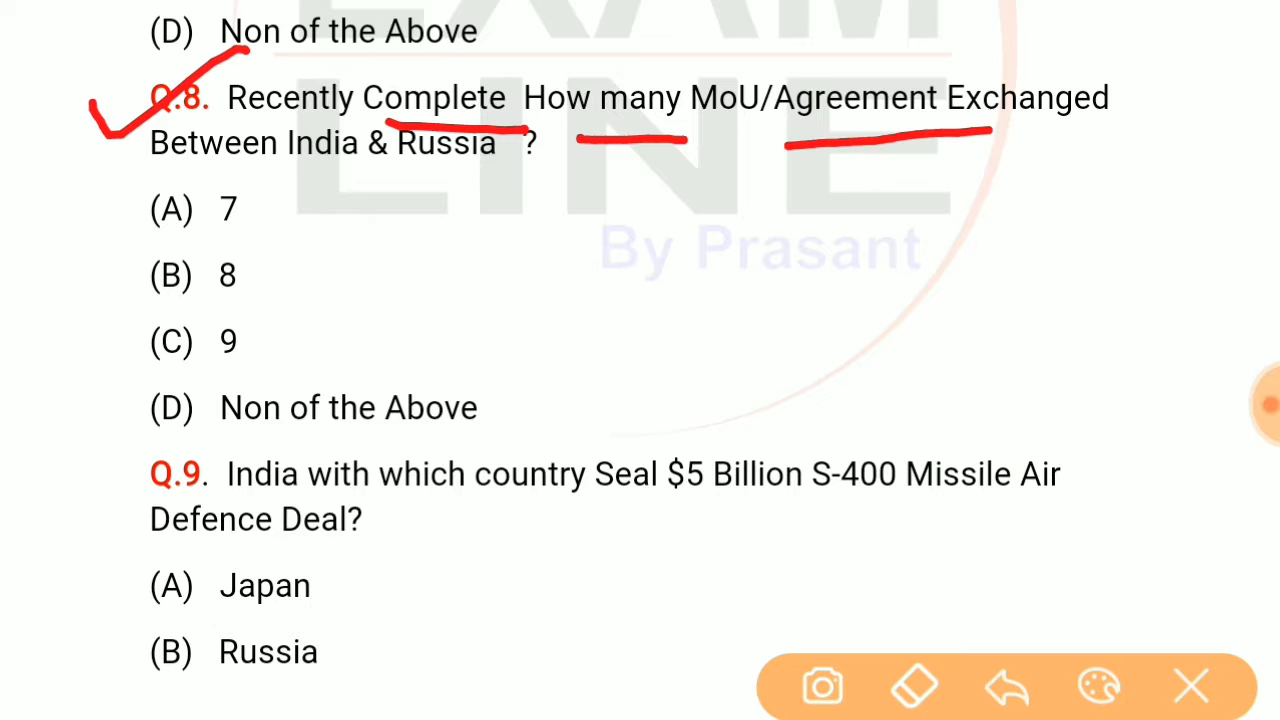 EXAM
(D) Non of the Above
Q.8. Recently Complete How many MoU/Agreement Exchanged
Between India & Russia ?
LINE
(A) 7
By Prasant
(B) 8
(C) 9
(D) Non of the Above
Q.9. India with which country Seal $5 Billion S-400 Missile Air
Defence Deal?
(A) Japan
(B) Russia